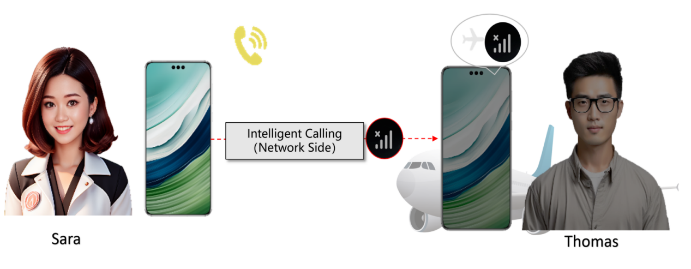 Intelligent Calling
(Network Side)
Sara
Thomas